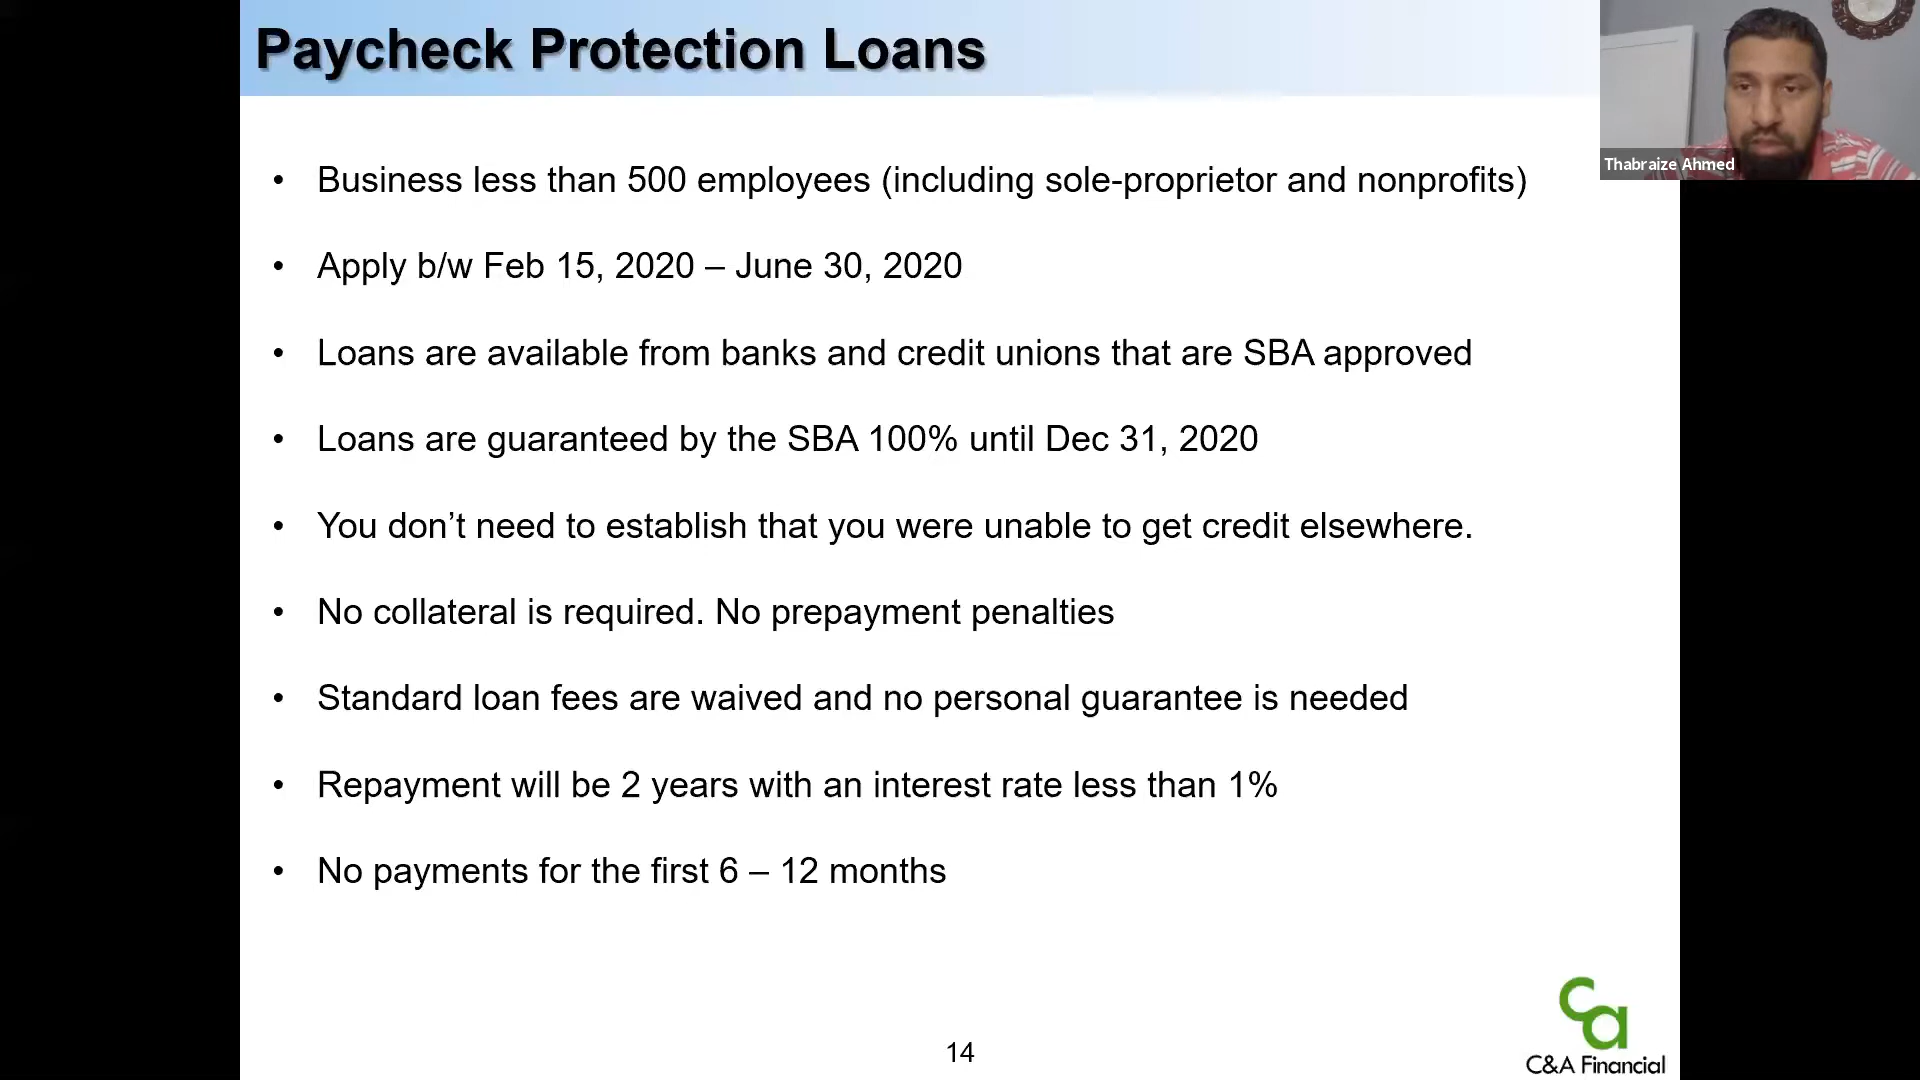 Paycheck Protection Loans
Thabraize Ahmed
• Business less than 500 employees (including sole-proprietor and nonprofits)
• Apply b/w Feb 15, 2020 – June 30, 2020
• Loans are available from banks and credit unions that are SBA approved
• Loans are guaranteed by the SBA 100% until Dec 31, 2020
• You don’t need to establish that you were unable to get credit elsewhere.
• No collateral is required. No prepayment penalties
• Standard loan fees are waived and no personal guarantee is needed
• Repayment will be 2 years with an interest rate less than 1%
• No payments for the first 6 – 12 months
14
ca
C&A Financial